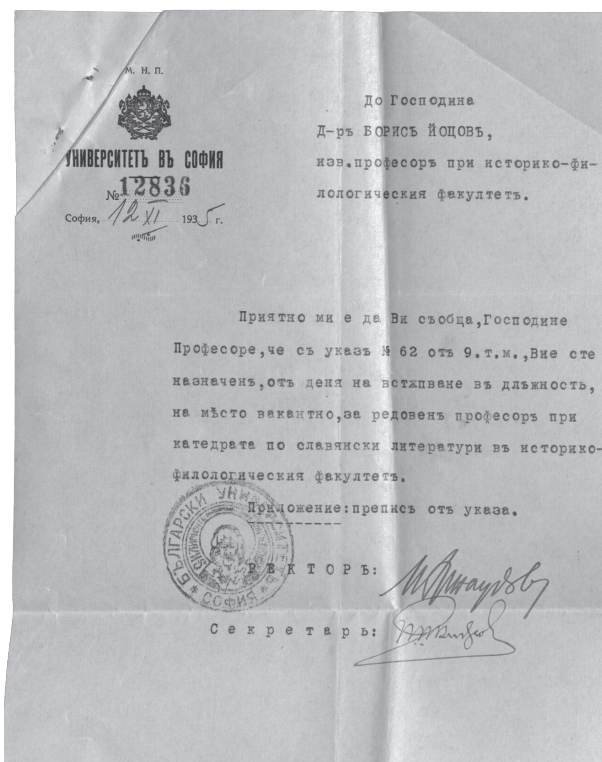 М. Н. П.
УНИВЕРСИТЕТЪ ВЪ СОФИЯ
№ 12836
София, 12 XI 1935 г.
До Господина
Д-ръ БОРИСЪ ЙОЦОВЪ,
изв.професоръ при историко-фи-
лологическия факултетъ.
Приятно ми е да Ви съобща,Господине
Професоре,че съ указъ № 62 отъ 9.т.м.,Вие сте
назначенъ,отъ деня на встѫпване въ длъжность,
на мѣсто вакантно,за редовенъ професоръ при
катедрата по славянски литератури въ историко-
филологическия факултетъ.
Приложение:преписъ отъ указа.
БЪЛГАРСКИ УНИВЕРСИТЕТЪ
* СОФИЯ *
РЕКТОРЪ:
Секретарь: